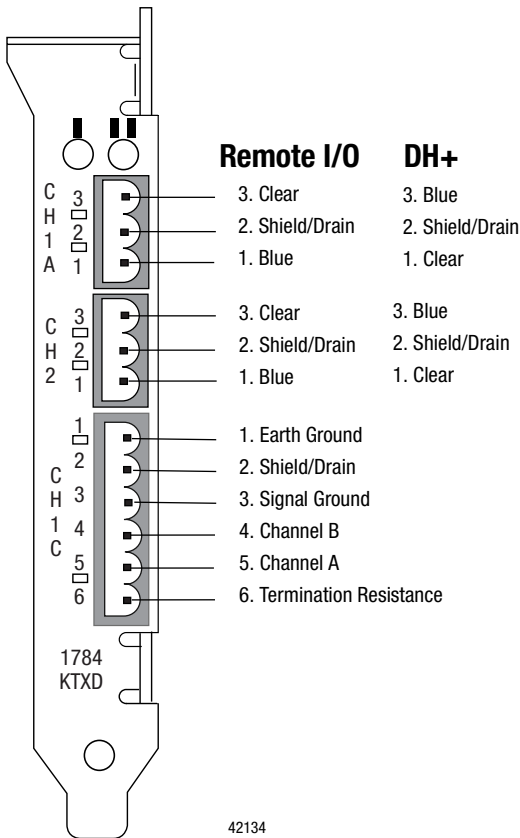 Remote I/O DH+
C
H
1
A
3
2
1
3. Clear 3. Blue
2. Shield/Drain 2. Shield/Drain
1. Blue 1. Clear
C
H
2
3
2
1
3. Clear 3. Blue
2. Shield/Drain 2. Shield/Drain
1. Blue 1. Clear
C
H
1
C
1
2
3
4
5
6
1. Earth Ground
2. Shield/Drain
3. Signal Ground
4. Channel B
5. Channel A
6. Termination Resistance
1784
KTXD
42134